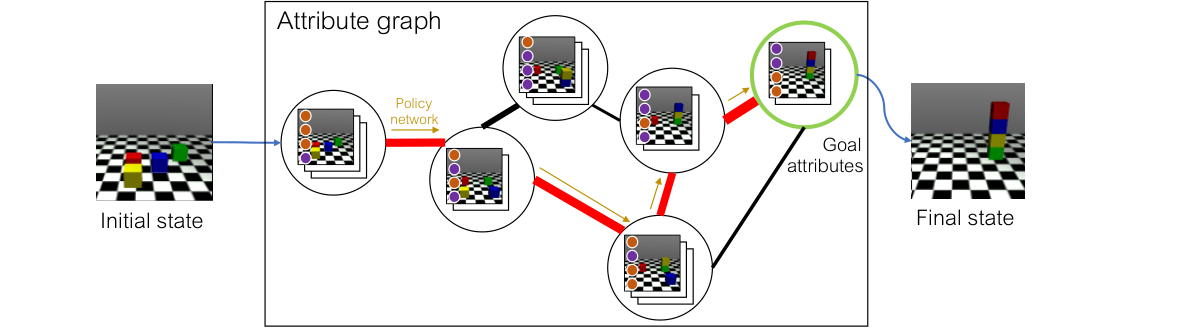 Attribute graph
Policy
network
Goal
attributes
Initial state
Final state